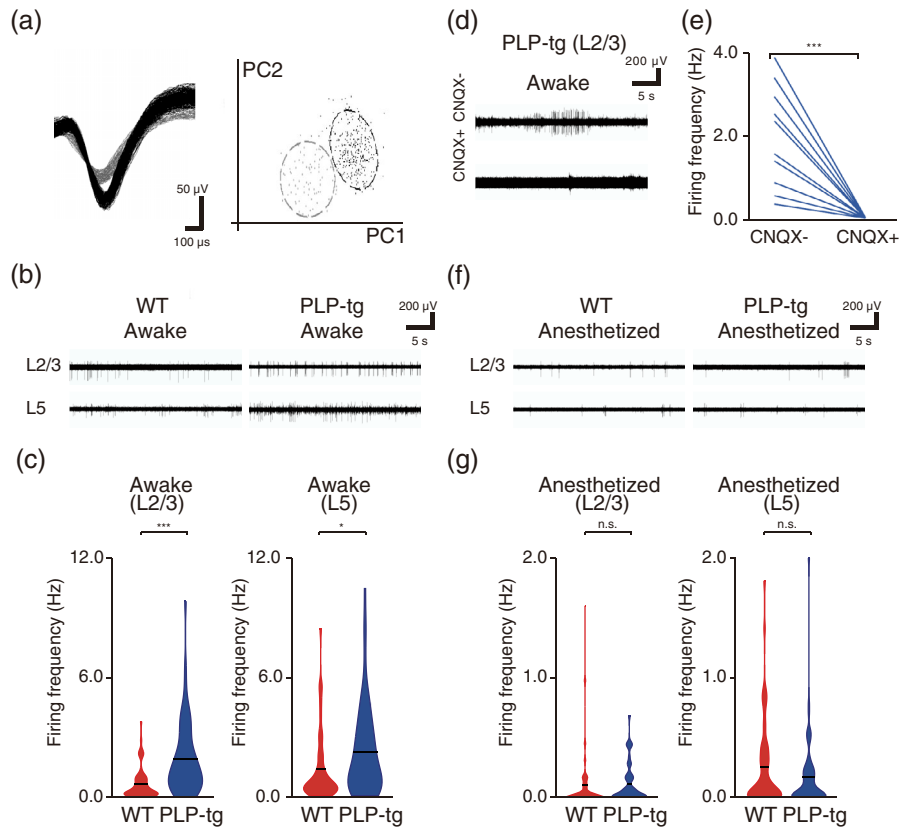 (a)
PC2
PC1
50 µV
100 µs
(b)
WT
Awake
PLP-tg
Awake
200 µV
5 s
L2/3
L5
(c)
Awake
(L2/3)
***
Firing frequency (Hz)
12.0
6.0
0.0
WT PLP-tg
Awake
(L5)
*
Firing frequency (Hz)
12.0
6.0
0.0
WT PLP-tg
(d)
PLP-tg (L2/3)
Awake
200 µV
5 s
CNQX+ CNQX-
(e)
***
Firing frequency (Hz)
4.0
2.0
0.0
CNQX- CNQX+
(f)
WT
Anesthetized
PLP-tg
Anesthetized
200 µV
5 s
L2/3
L5
(g)
Anesthetized
(L2/3)
n.s.
Firing frequency (Hz)
2.0
1.0
0.0
WT PLP-tg
Anesthetized
(L5)
n.s.
Firing frequency (Hz)
2.0
1.0
0.0
WT PLP-tg